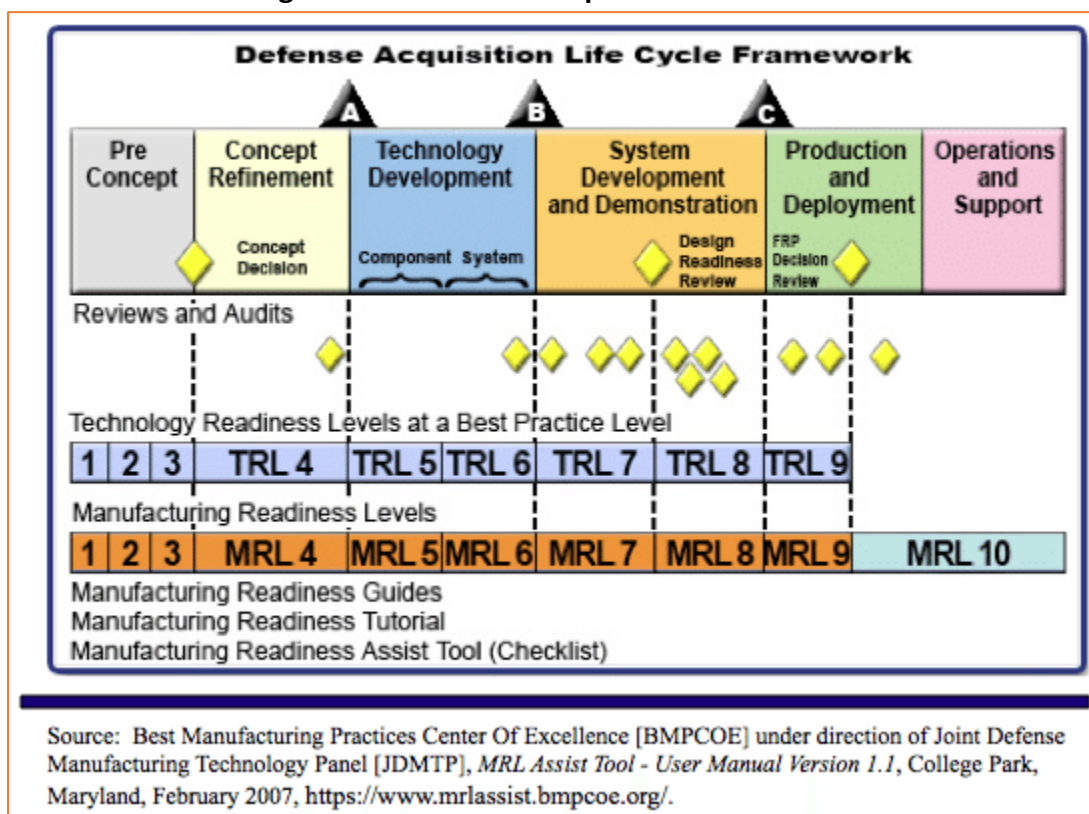 Defense Acquisition Life Cycle Framework
A
B
C
Pre
Concept
Concept
Refinement
Technology
Development
System
Development
and Demonstration
Production
and
Deployment
Operations
and
Support
Concept
Decision
Component
System
Design
Readiness
Review
FRP
Decision
Review
Reviews and Audits
Technology Readiness Levels at a Best Practice Level
1 2 3 TRL 4 TRL 5 TRL 6 TRL 7 TRL 8 TRL 9
Manufacturing Readiness Levels
1 2 3 MRL 4 MRL 5 MRL 6 MRL 7 MRL 8 MRL 9 MRL 10
Manufacturing Readiness Guides
Manufacturing Readiness Tutorial
Manufacturing Readiness Assist Tool (Checklist)
Source: Best Manufacturing Practices Center Of Excellence [BMPCOE] under direction of Joint Defense
Manufacturing Technology Panel [JDMTP], MRL Assist Tool - User Manual Version 1.1, College Park,
Maryland, February 2007, https://www.mrlassist.bmpcoe.org/.